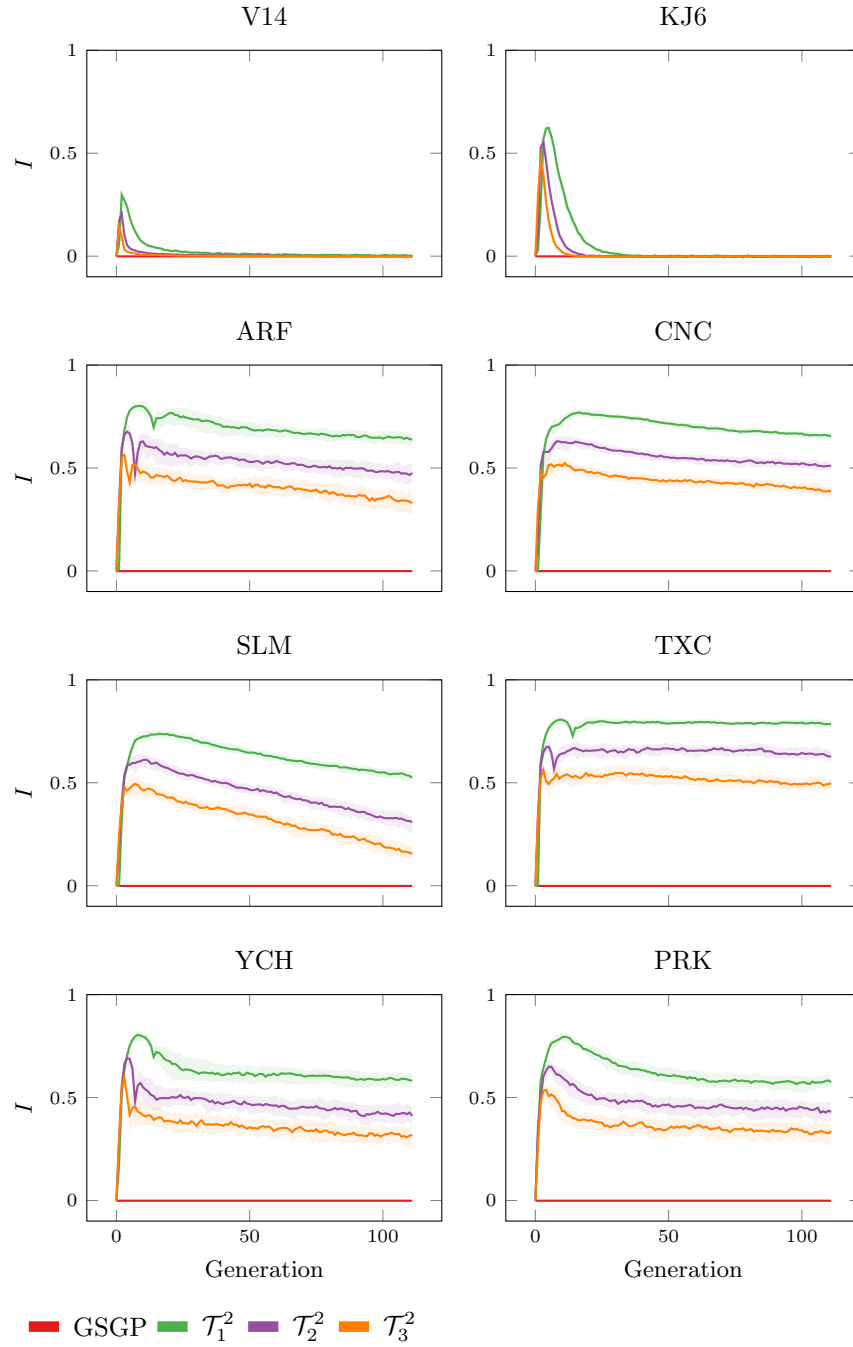 V14 KJ6
1 1
0.5 0.5
I
0 0
ARF CNC
1 1
0.5 0.5
I
0 0
SLM TXC
1 1
0.5 0.5
I
0 0
YCH PRK
1 1
0.5 0.5
I
0 0
0 50 100 0 50 100
Generation Generation
GSGP 𝒯₁² 𝒯₂² 𝒯₃²